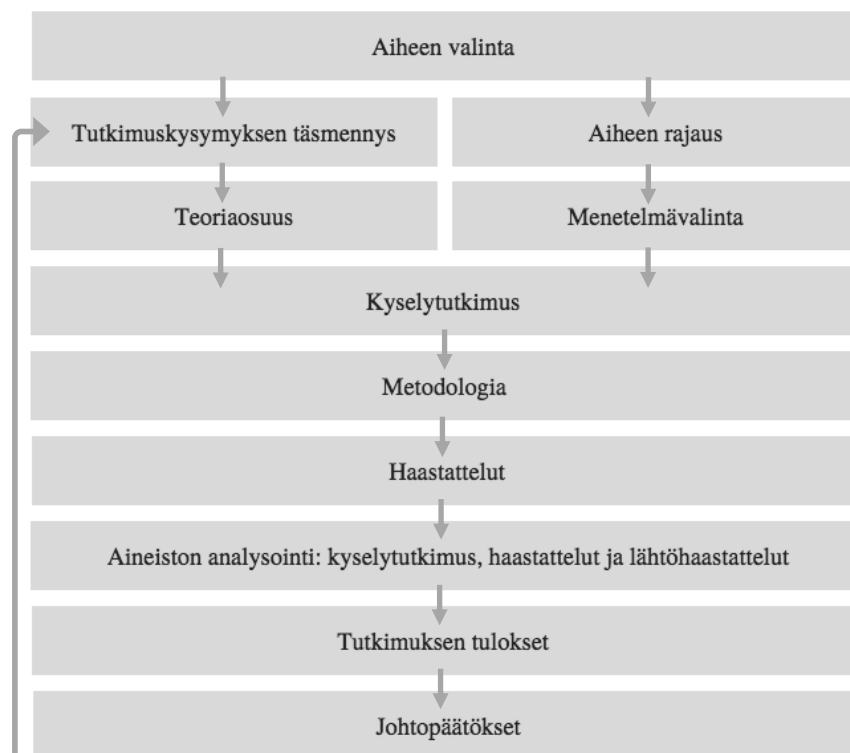 Aiheen valinta
Tutkimuskysymyksen täsmennys
Aiheen rajaus
Teoriaosuus
Menetelmävalinta
Kyselytutkimus
Metodologia
Haastattelut
Aineiston analysointi: kyselytutkimus, haastattelut ja lähtöhaastattelut
Tutkimuksen tulokset
Johtopäätökset